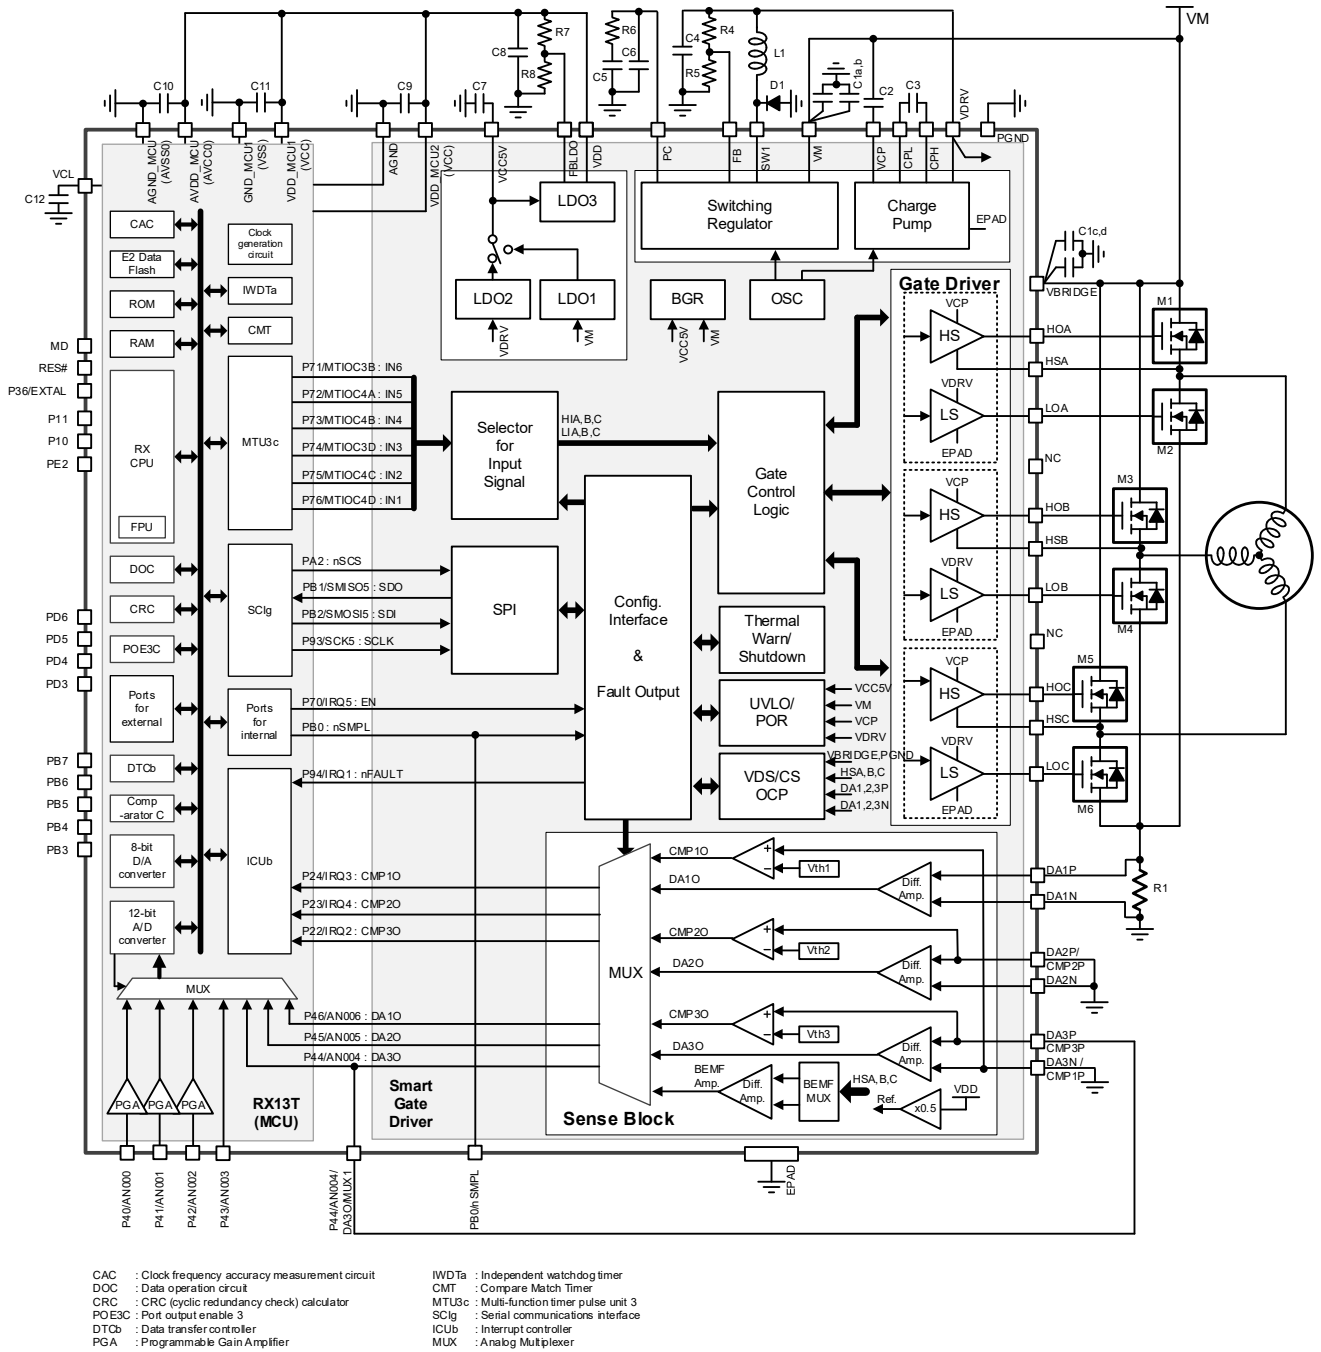 VM
C10
C11
C9
C7
C8
R7
R8
R6
C6
C5
C4
R4
R5
L1
D1
C1a,b
C2
C3
VDRV
PGND
AGND_MCU
(AVSS0)
AVDD_MCU
(AVCC0)
GND_MCU1
(VSS)
VDD_MCU1
(VCC)
AGND
VDD_MCU2
(VCC)
VCC5V
FBLDO
VDD
PC
FB
SW1
VM
VCP
CPL
CPH
VCL
C12
CAC
E2 Data
Flash
ROM
RAM
RX
CPU
FPU
DOC
CRC
POE3C
Ports
for
external
DTCb
Comp
-arator C
8-bit
D/A
converter
12-bit
A/D
converter
MUX
Clock
generation
circuit
IWDTa
CMT
MTU3c
SCIg
Ports
for
internal
ICUb
MD
RES#
P36/EXTAL
P11
P10
PE2
PD6
PD5
PD4
PD3
PB7
PB6
PB5
PB4
PB3
LDO3
LDO2
LDO1
VDRV
VM
Switching
Regulator
Charge
Pump
EPAD
BGR
OSC
VCC5V
VM
P71/MTIOC3B : IN6
P72/MTIOC4A : IN5
P73/MTIOC4B : IN4
P74/MTIOC3D : IN3
P75/MTIOC4C : IN2
P76/MTIOC4D : IN1
Selector
for
Input
Signal
HIA,B,C
LIA,B,C
Gate
Control
Logic
PA2 : nSCS
PB1/SMISO5 : SDO
PB2/SMOSI5 : SDI
P93/SCK5 : SCLK
SPI
Config.
Interface
&
Fault Output
Thermal
Warn/
Shutdown
UVLO/
POR
VCC5V
VM
VCP
VDRV
VDS/CS
OCP
VBRIDGE,PGND
HSA,B,C
DA1,2,3P
DA1,2,3N
P70/IRQ5 : EN
PB0 : nSMPL
P94/IRQ1 : nFAULT
P24/IRQ3 : CMP1O
P23/IRQ4 : CMP2O
P22/IRQ2 : CMP3O
P46/AN006 : DA1O
P45/AN005 : DA2O
P44/AN004 : DA3O
Gate Driver
VCP
HS
VDRV
LS
EPAD
VCP
HS
VDRV
LS
EPAD
VCP
HS
VDRV
LS
EPAD
C1c,d
VBRIDGE
HOA
HSA
LOA
NC
HOB
HSB
LOB
NC
HOC
HSC
LOC
M1
M2
M3
M4
M5
M6
DA1P
DA1N
R1
DA2P/
CMP2P
DA2N
DA3P
CMP3P
DA3N /
CMP1P
MUX
CMP1O
Vth1
DA1O
Diff.
Amp.
CMP2O
Vth2
DA2O
Diff.
Amp.
CMP3O
Vth3
DA3O
Diff.
Amp.
BEMF
Amp.
Diff.
Amp.
BEMF
MUX
HSA,B,C
Ref.
x0.5
VDD
Sense Block
PGA
PGA
PGA
RX13T
(MCU)
Smart
Gate
Driver
P40/AN000
P41/AN001
P42/AN002
P43/AN003
P44/AN004/
DA3O/MUX1
PB0/nSMPL
EPAD
CAC : Clock frequency accuracy measurement circuit
DOC : Data operation circuit
CRC : CRC (cyclic redundancy check) calculator
POE3C : Port output enable 3
DTCb : Data transfer controller
PGA : Programmable Gain Amplifier
IWDTa : Independent watchdog timer
CMT : Compare Match Timer
MTU3c : Multi-function timer pulse unit 3
SCIg : Serial communications interface
ICUb : Interrupt controller
MUX : Analog Multiplexer